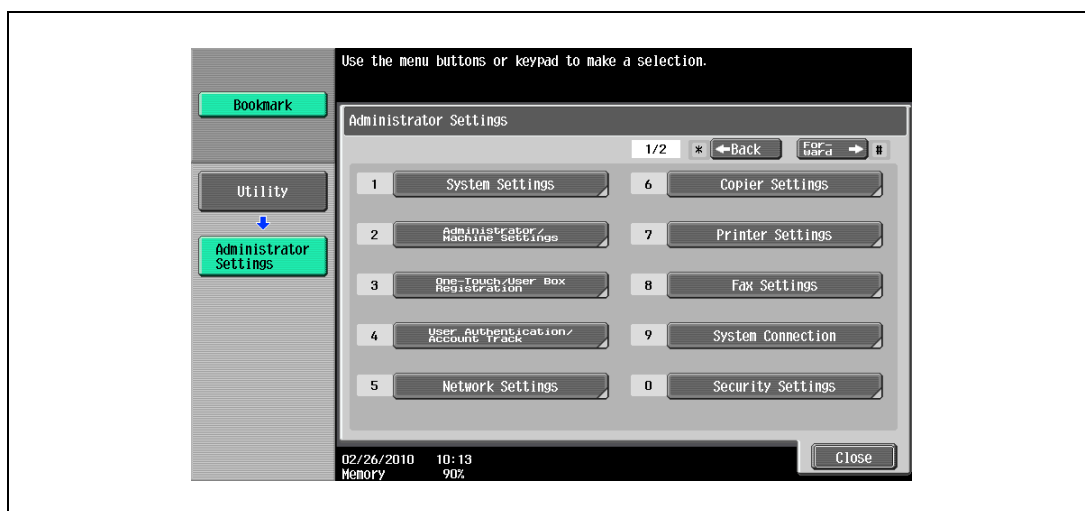 Use the menu buttons or keypad to make a selection.
Bookmark
Administrator Settings
1/2 * ←Back For-
ward → #
Utility
Administrator
Settings
1 System Settings
2 Administrator/
Machine Settings
3 One-Touch/User Box
Registration
4 User Authentication/
Account Track
5 Network Settings
6 Copier Settings
7 Printer Settings
8 Fax Settings
9 System Connection
0 Security Settings
02/26/2010 10:13
Memory 90%
Close